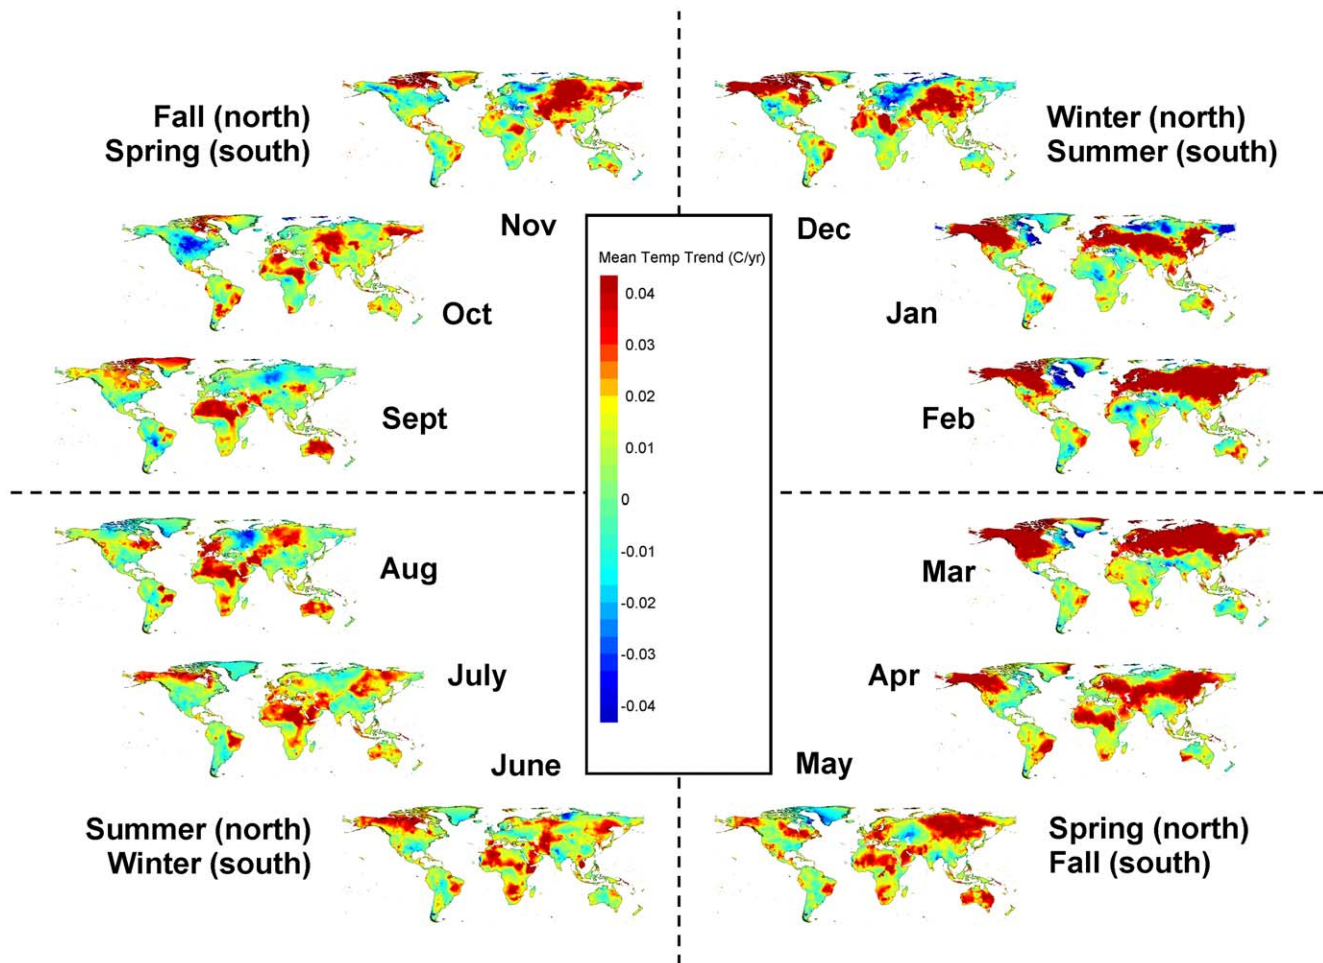 Fall (north)
Spring (south)
Winter (north)
Summer (south)
Nov
Dec
Mean Temp Trend (C/yr)
0.04
0.03
0.02
0.01
0
-0.01
-0.02
-0.03
-0.04
Oct
Jan
Sept
Feb
Aug
Mar
July
Apr
June
May
Summer (north)
Winter (south)
Spring (north)
Fall (south)